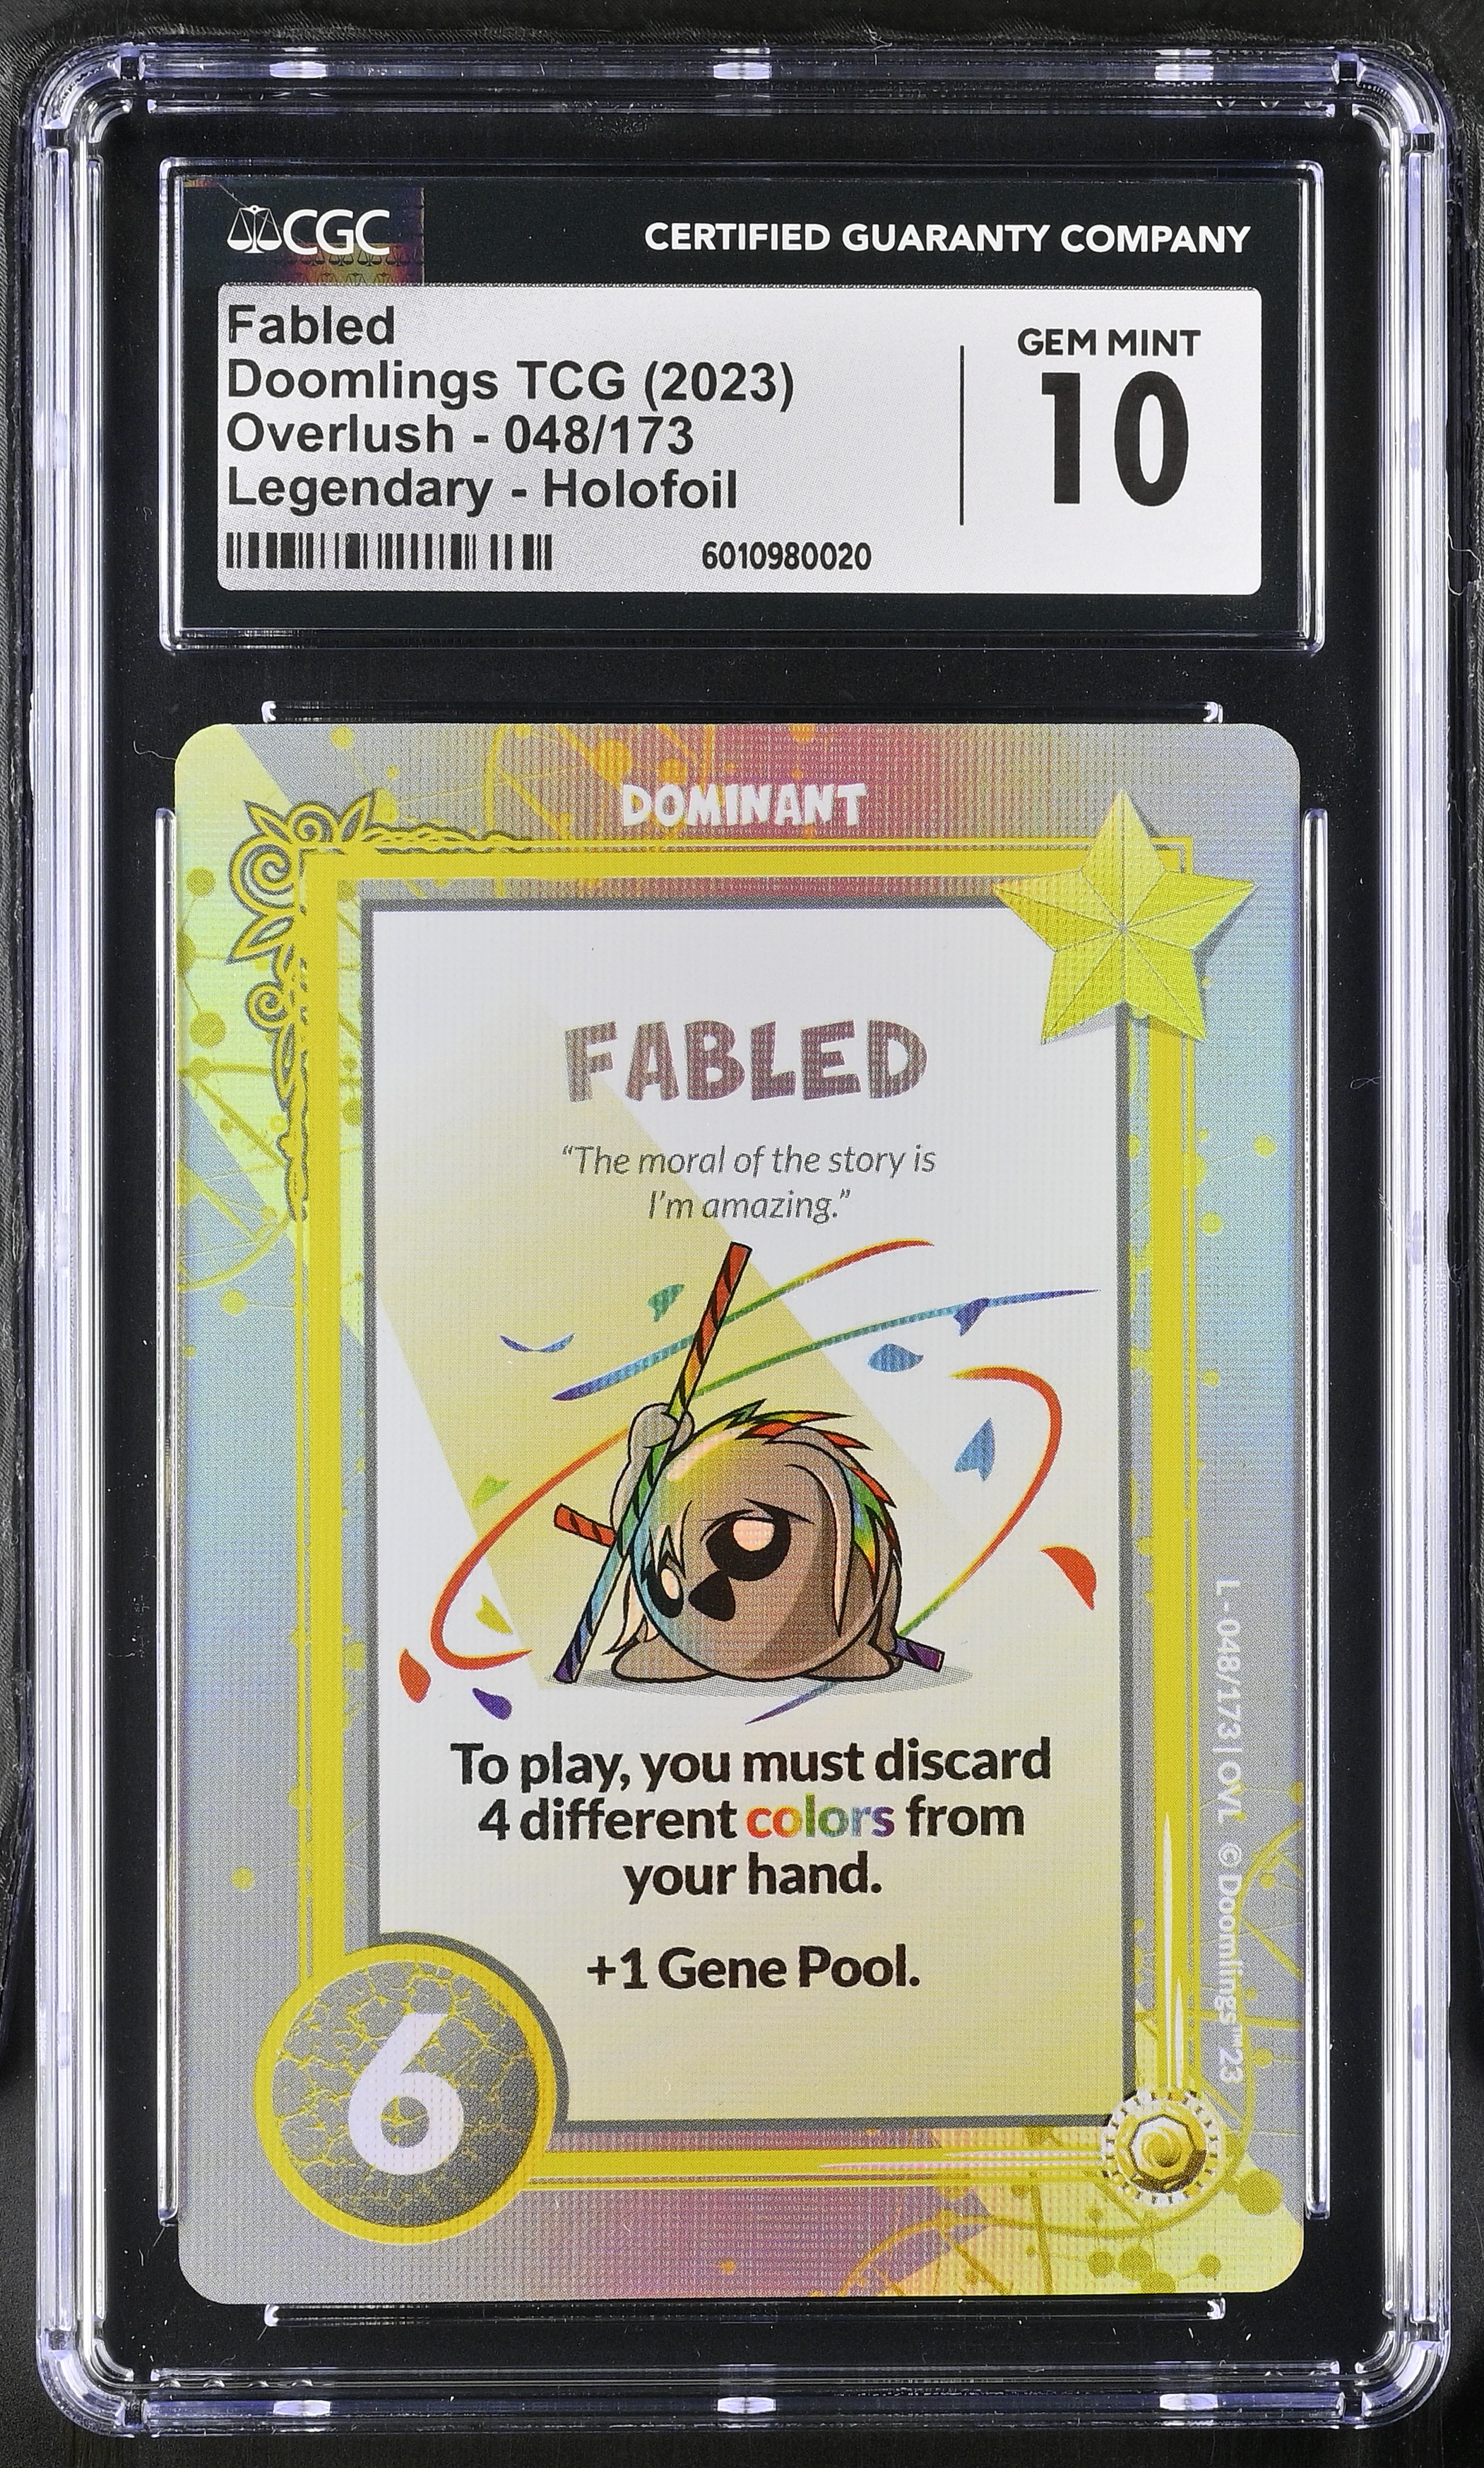 CGC
CERTIFIED GUARANTY COMPANY
Fabled
Doomlings TCG (2023)
Overlush - 048/173
Legendary - Holofoil
6010980020
GEM MINT
10
DOMINANT
FABLED
“The moral of the story is
I’m amazing.”
To play, you must discard
4 different colors from
your hand.
+1 Gene Pool.
6
L-048/173 | OVL © Doomlings™ 23